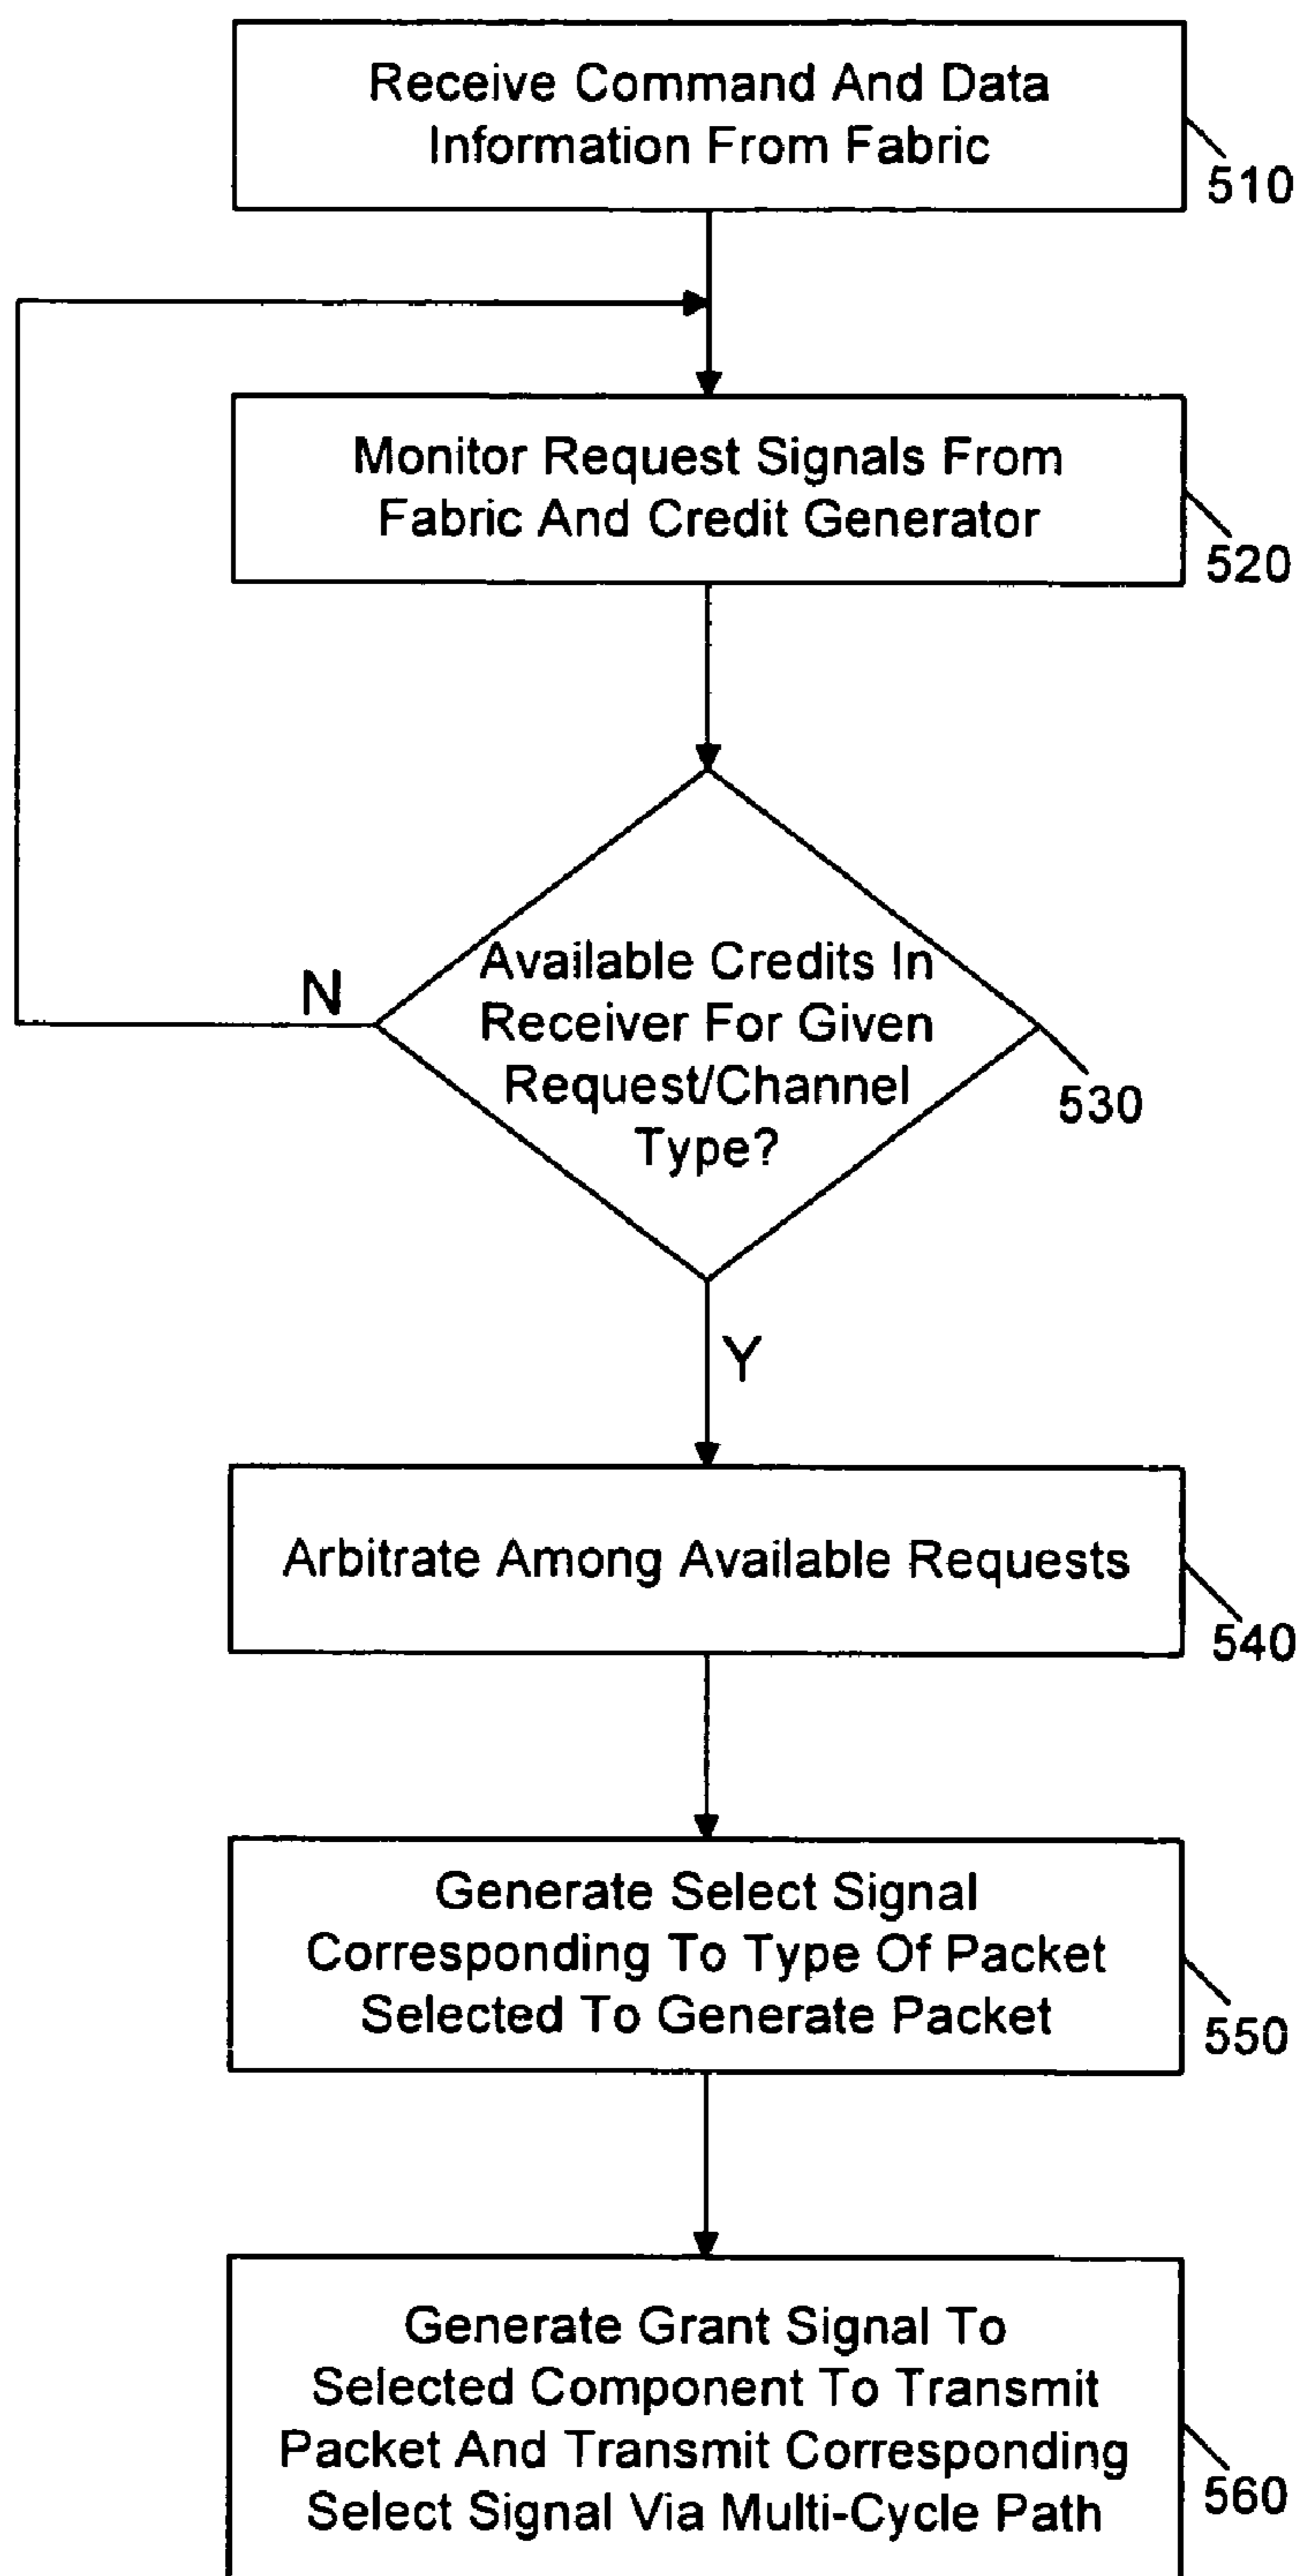 Receive Command And Data
Information From Fabric
510
Monitor Request Signals From
Fabric And Credit Generator
520
Available Credits In
Receiver For Given
Request/Channel
Type?
530
N
Y
Arbitrate Among Available Requests
540
Generate Select Signal
Corresponding To Type Of Packet
Selected To Generate Packet
550
Generate Grant Signal To
Selected Component To Transmit
Packet And Transmit Corresponding
Select Signal Via Multi-Cycle Path
560